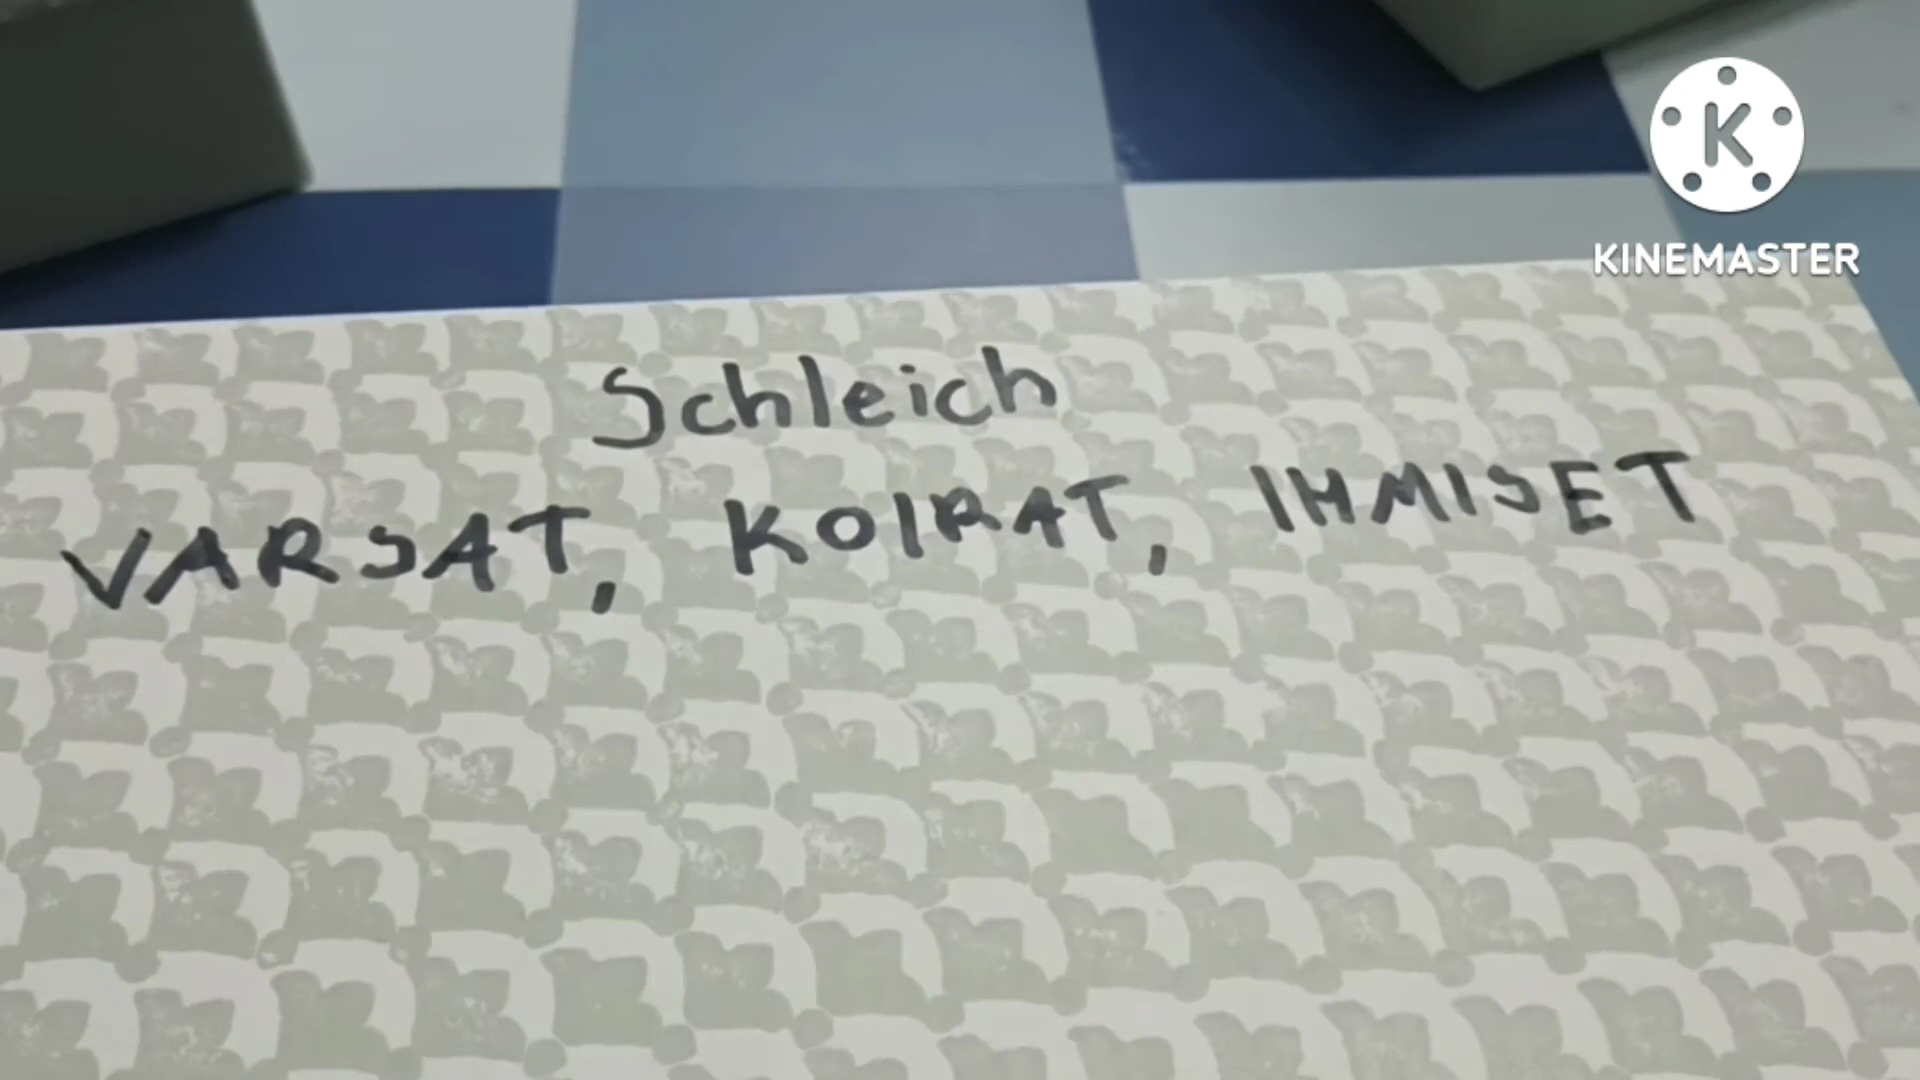 K
KINEMASTER
Schleich
VARSAT, KOIRAT, IHMISET